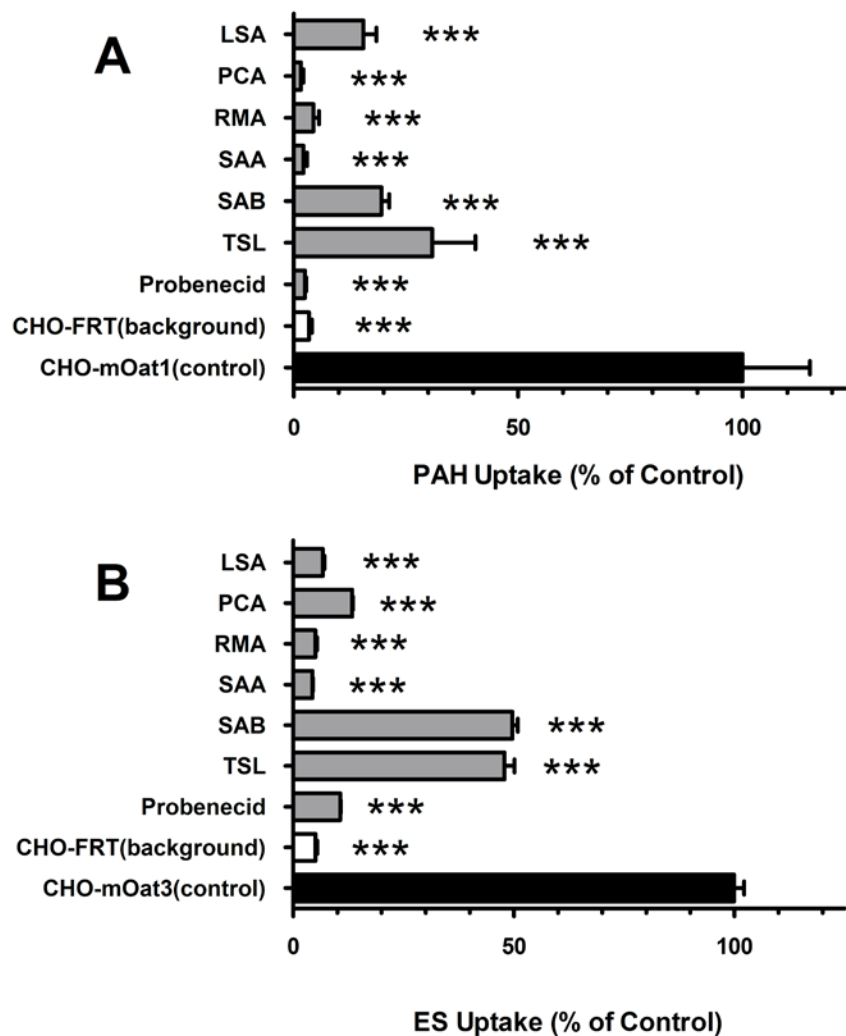 A
LSA ***
PCA ***
RMA ***
SAA ***
SAB ***
TSL ***
Probenecid ***
CHO-FRT(background) ***
CHO-mOat1(control)
0 50 100
PAH Uptake (% of Control)
B
LSA ***
PCA ***
RMA ***
SAA ***
SAB ***
TSL ***
Probenecid ***
CHO-FRT(background) ***
CHO-mOat3(control)
0 50 100
ES Uptake (% of Control)